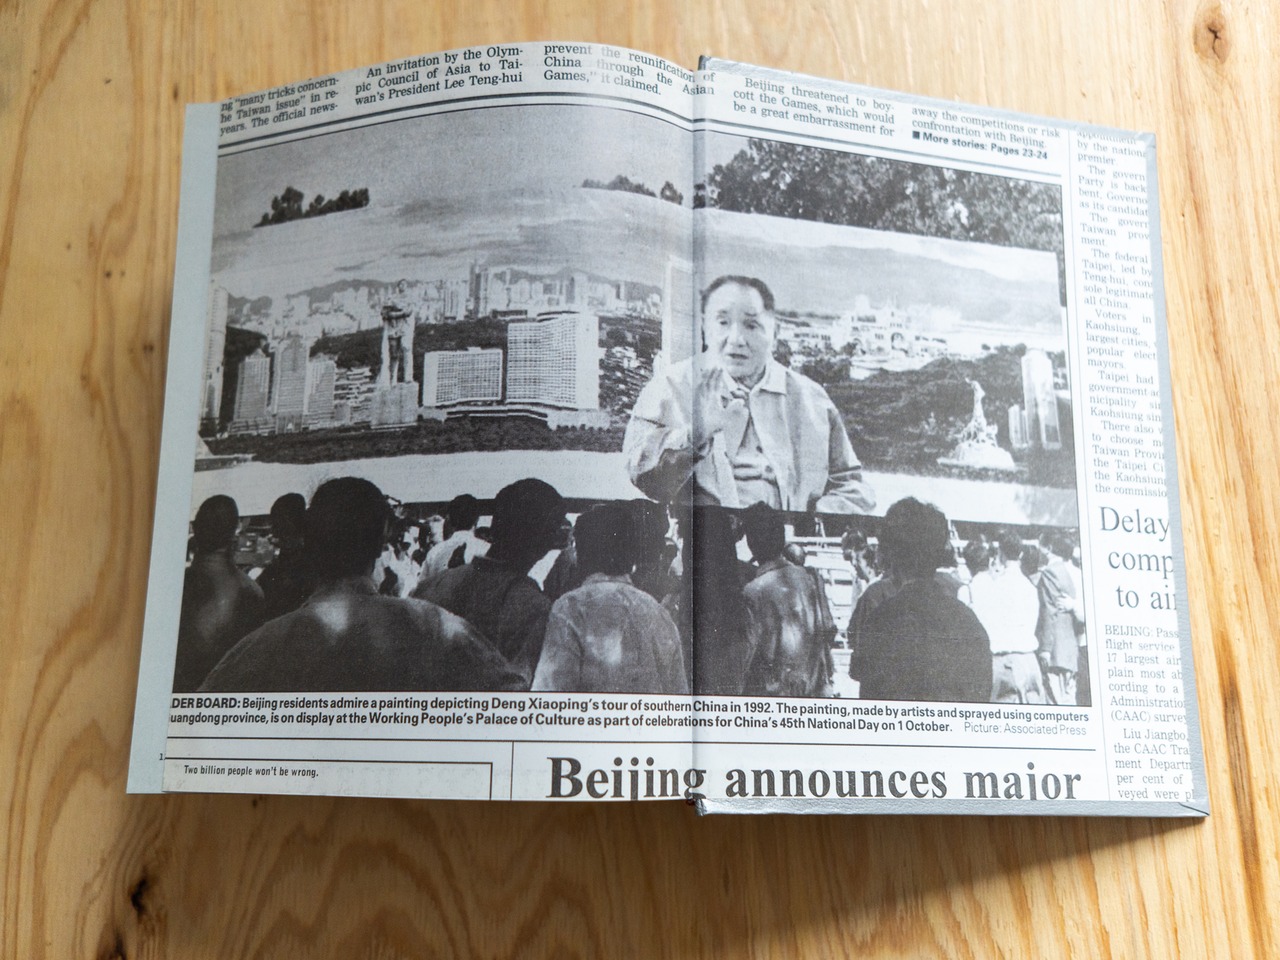 ng "many tricks concern-
he Taiwan issue" in re-
years. The official news-
An invitation by the Olym-
pic Council of Asia to Tai-
wan's President Lee Teng-hui
prevent the reunification of
China through the Asian
Games," it claimed.
Beijing threatened to boy-
cott the Games, which would
be a great embarrassment for
away the competitions or risk
confrontation with Beijing.
■ More stories: Pages 23-24
DER BOARD: Beijing residents admire a painting depicting Deng Xiaoping's tour of southern China in 1992. The painting, made by artists and sprayed using computers
uangdong province, is on display at the Working People's Palace of Culture as part of celebrations for China's 45th National Day on 1 October. Picture: Associated Press
Two billion people won't be wrong.
Beijing announces major
by the nationa
premier.
The govern
Party is back
bent, Governo
as its candidat
The govern
Taiwan prov
ment.
The federal
Taipei, led by
Teng-hui, cons
sole legitimate
all China.
Voters in
Kaohsiung,
largest cities,
popular elect
mayors.
Taipei had
government-ad
nicipality sin
Kaohsiung sin
There also w
to choose m
Taiwan Provi
the Taipei Ci
the Kaohsiun
the commissio
Delay
comp
to air
BEIJING: Pass
flight service
17 largest air
plain most ab
cording to a
Administratio
(CAAC) survey
Liu Jiangbo,
the CAAC Tra
ment Departm
per cent of
veyed were pl